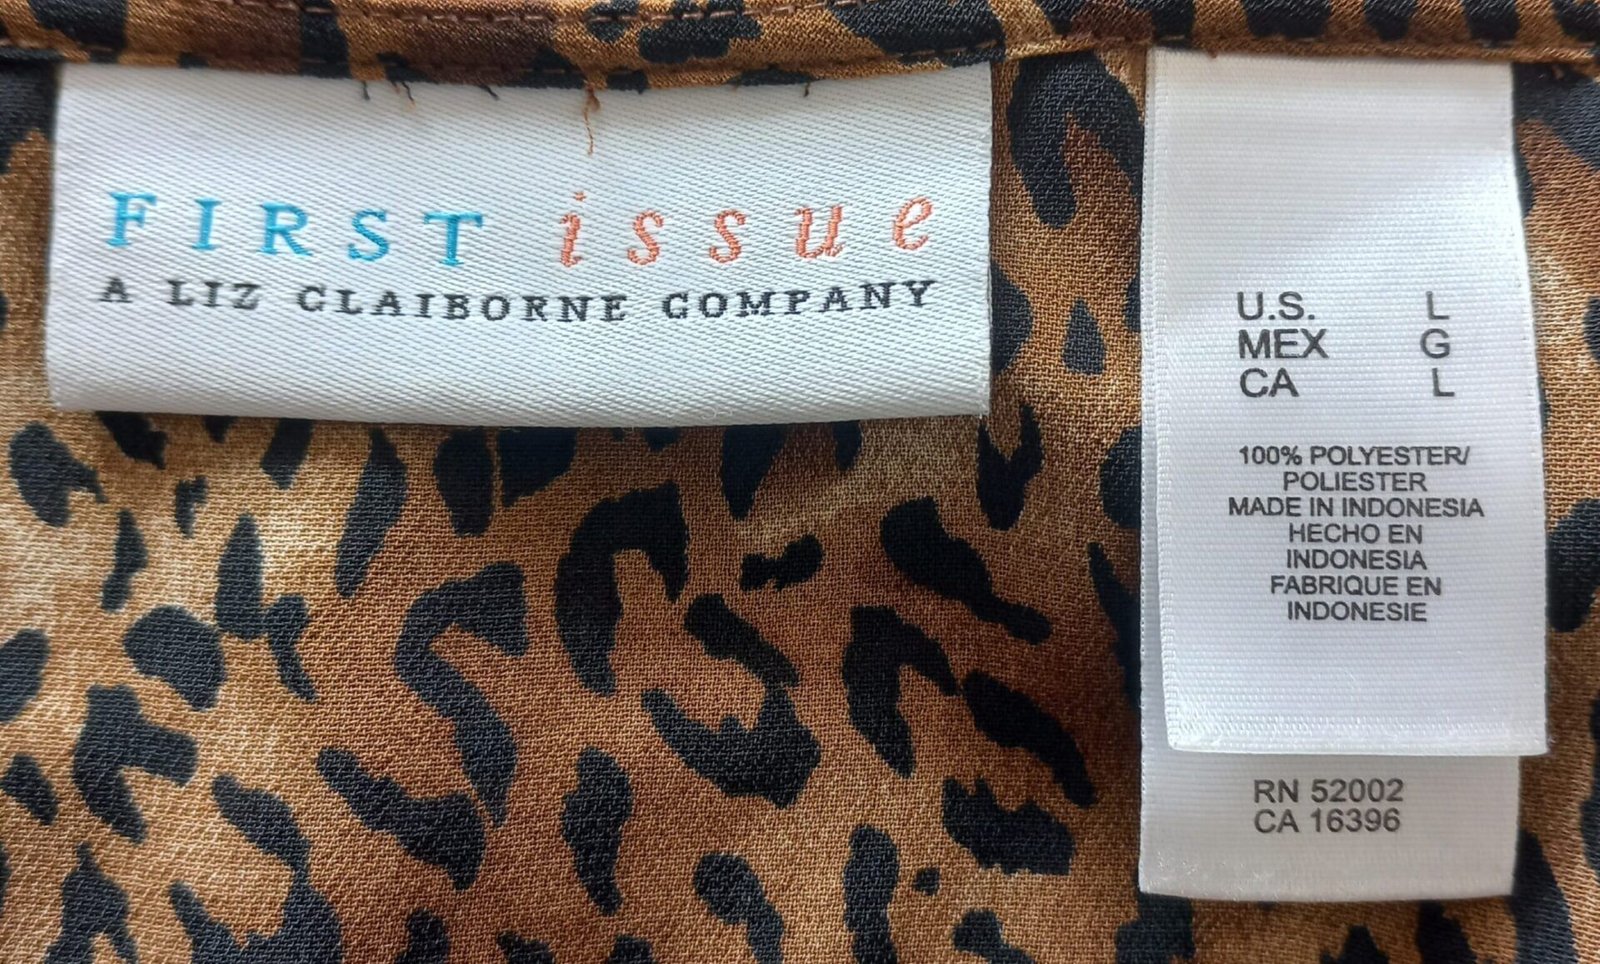 FIRST issue
A LIZ CLAIBORNE COMPANY
U.S. L
MEX G
CA L
100% POLYESTER/
POLIESTER
MADE IN INDONESIA
HECHO EN
INDONESIA
FABRIQUE EN
INDONESIE
RN 52002
CA 16396